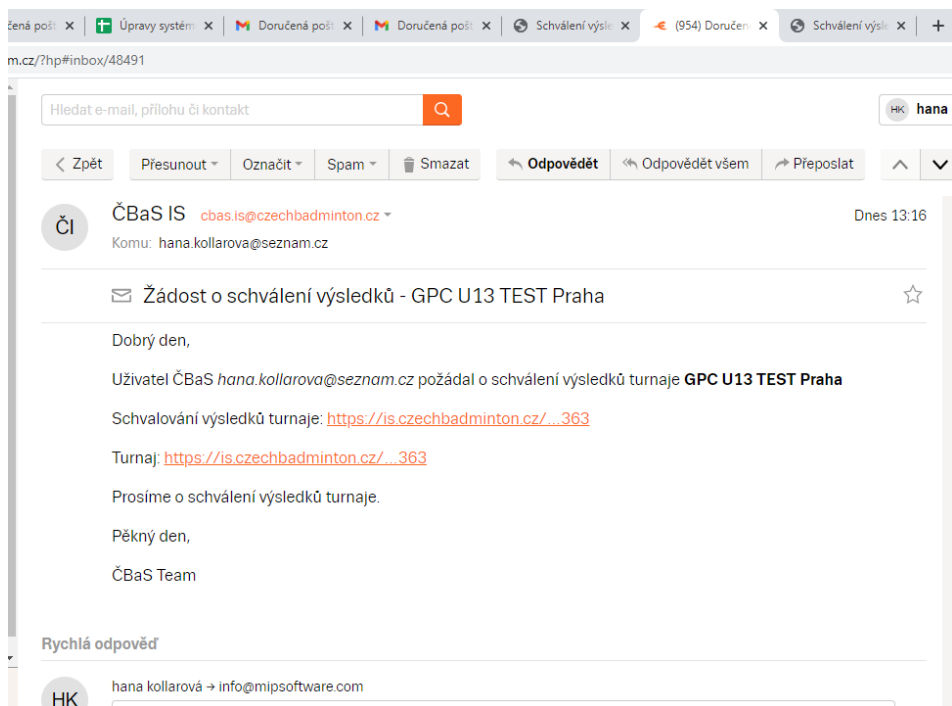 čená pošt
Úpravy systém
Doručená pošt
Doručená pošt
Schválení výsle
(954) Doručen
Schválení výsle
m.cz/?hp#inbox/48491
Hledat e-mail, přílohu či kontakt
HK hana
Zpět Přesunout Označit Spam Smazat Odpovědět Odpovědět všem Přeposlat
ČI
ČBaS IS cbas.is@czechbadminton.cz Dnes 13:16
Komu: hana.kollarova@seznam.cz
Žádost o schválení výsledků - GPC U13 TEST Praha
Dobrý den,
Uživatel ČBaS hana.kollarova@seznam.cz požádal o schválení výsledků turnaje GPC U13 TEST Praha
Schvalování výsledků turnaje: https://is.czechbadminton.cz/...363
Turnaj: https://is.czechbadminton.cz/...363
Prosíme o schválení výsledků turnaje.
Pěkný den,
ČBaS Team
Rychlá odpověď
HK
hana kollarová → info@mipsoftware.com